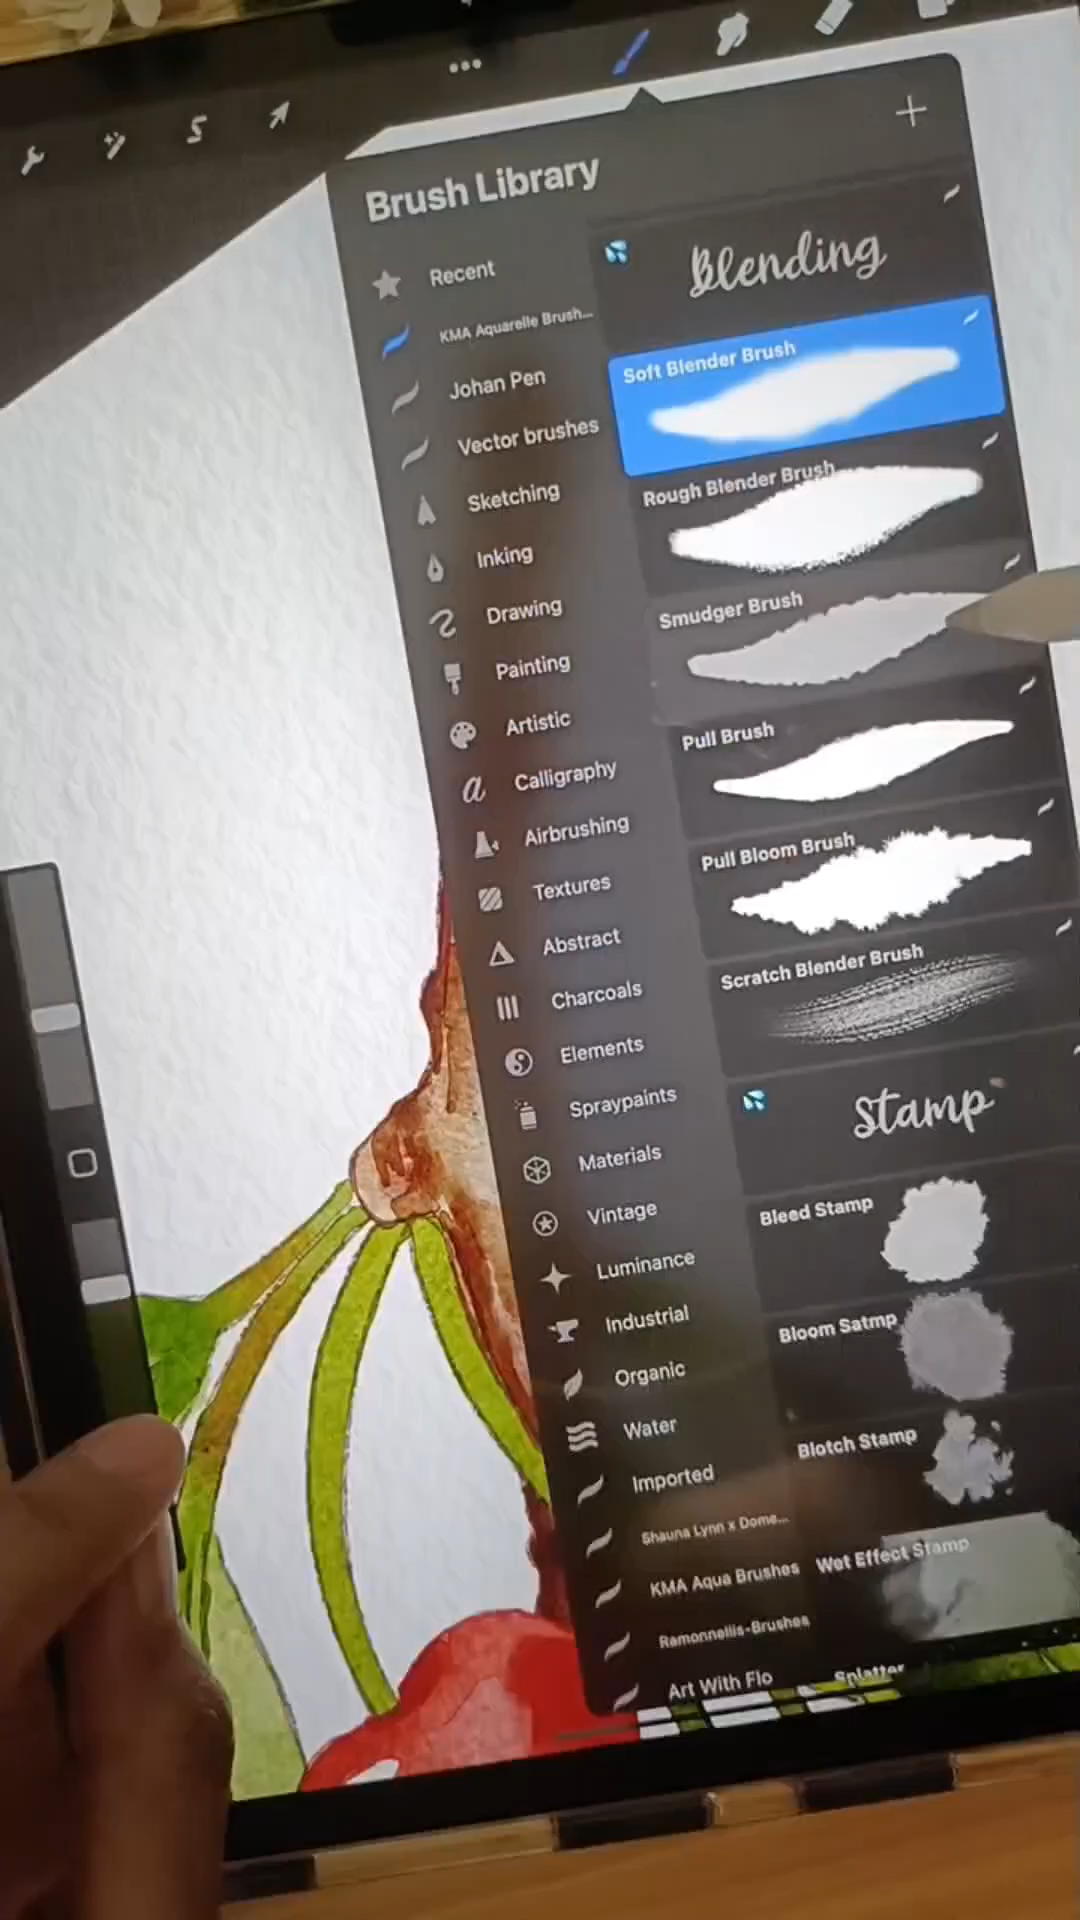 Brush Library
Recent
KMA Aquarelle Brush...
Johan Pen
Vector brushes
Sketching
Inking
Drawing
Painting
Artistic
Calligraphy
Airbrushing
Textures
Abstract
Charcoals
Elements
Spraypaints
Materials
Vintage
Luminance
Industrial
Organic
Water
Imported
Shauna Lynn x Dome...
KMA Aqua Brushes
Ramonnellis-Brushes
Art With Flo
Blending
Soft Blender Brush
Rough Blender Brush
Smudger Brush
Pull Brush
Pull Bloom Brush
Scratch Blender Brush
Stamp
Bleed Stamp
Bloom Satmp
Blotch Stamp
Wet Effect Stamp
Splatter